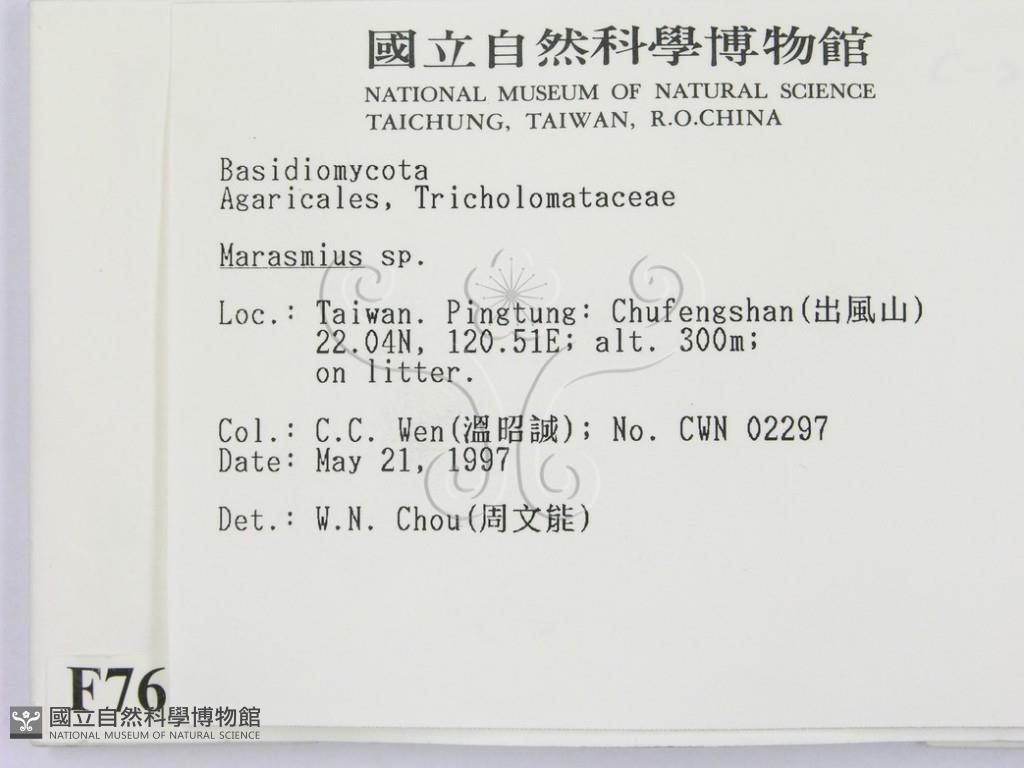 國立自然科學博物館
NATIONAL MUSEUM OF NATURAL SCIENCE
TAICHUNG, TAIWAN, R.O.CHINA
Basidiomycota
Agaricales, Tricholomataceae
Marasmius sp.
Loc.: Taiwan. Pingtung: Chufengshan(出風山)
22.04N, 120.51E; alt. 300m;
on litter.
Col.: C.C. Wen(溫昭誠); No. CWN 02297
Date: May 21, 1997
Det.: W.N. Chou(周文能)
F76
國立自然科學博物館
NATIONAL MUSEUM OF NATURAL SCIENCE